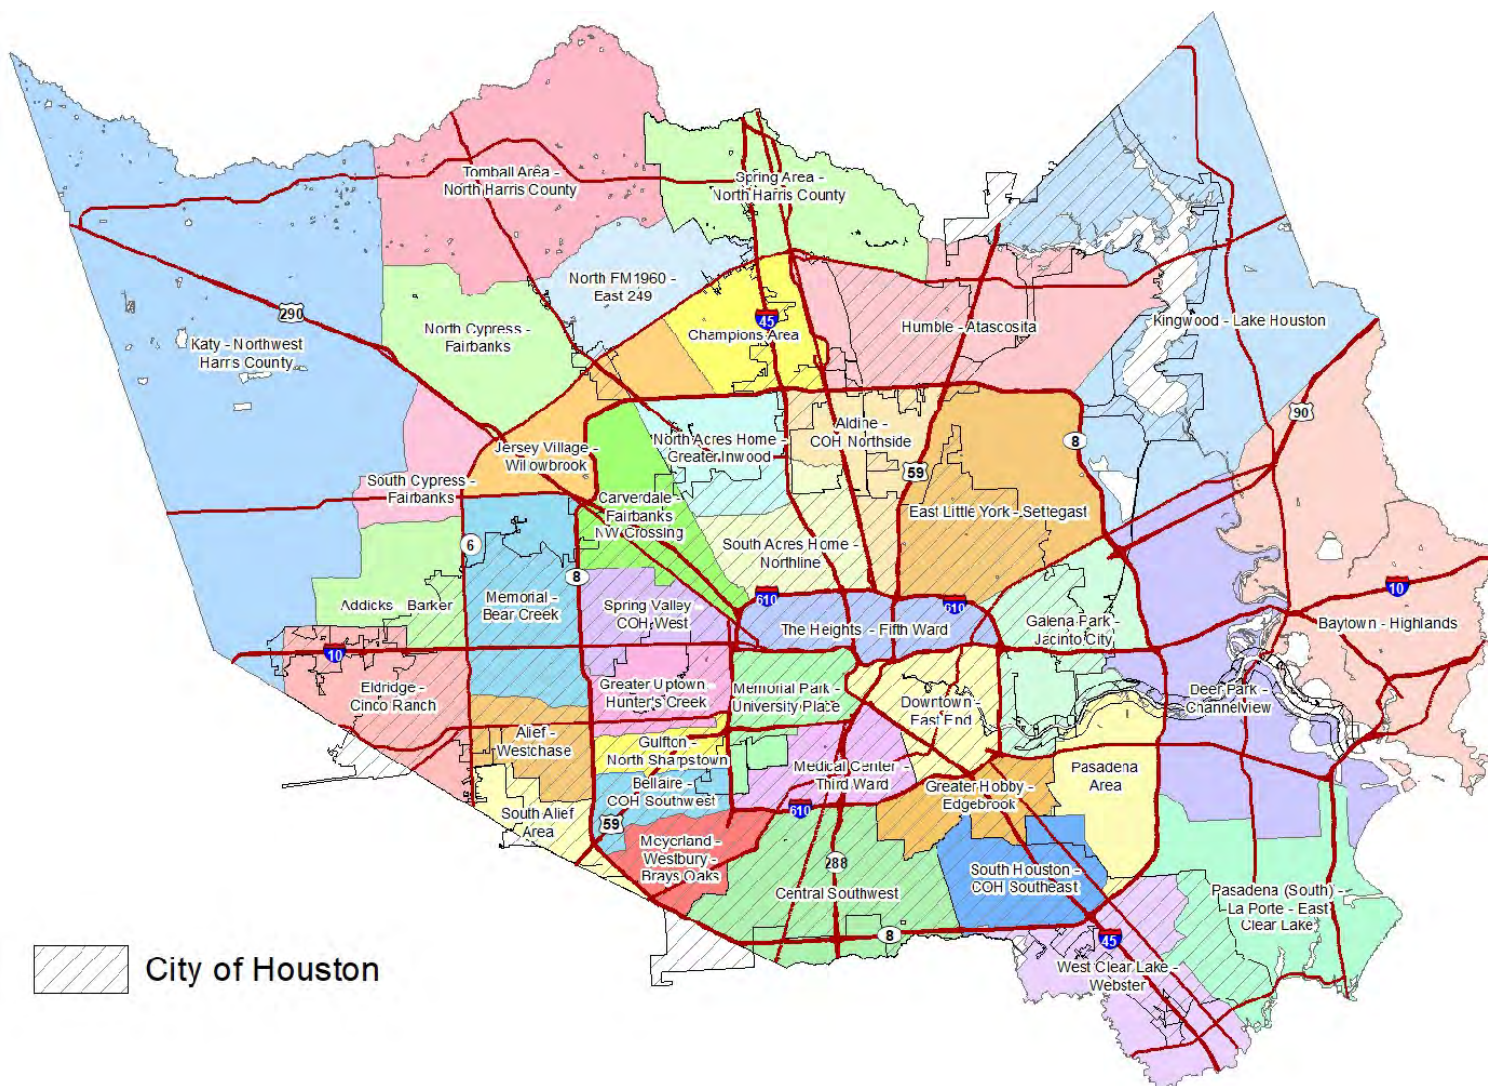 Tomball Area -
North Harris County
Spring Area -
North Harris County
North FM1960 -
East 249
290
45
Champions Area
Humble - Atascosita
Kingwood - Lake Houston
Katy - Northwest
Harris County
North Cypress -
Fairbanks
90
8
Jersey Village -
Willowbrook
North Acres Home -
Greater Inwood
Aldine -
COH Northside
59
South Cypress -
Fairbanks
Carverdale -
Fairbanks
NW Crossing
East Little York - Settegast
6
South Acres Home -
Northline
8
10
Addicks - Barker
Memorial -
Bear Creek
Spring Valley
COH West
610
610
The Heights - Fifth Ward
Galena Park -
Jacinto City
Baytown - Highlands
10
Eldridge -
Cinco Ranch
Greater Uptown
Hunter's Creek
Memorial Park -
University Place
Downtown -
East End
Deer Park -
Channelview
Alief -
Westchase
Gulfton -
North Sharpstown
Medical Center -
Third Ward
Pasadena
Area
Bellaire -
COH Southwest
Greater Hobby -
Edgebrook
610
South Alief
Area
59
Meyerland -
Westbury -
Brays Oaks
288
Central Southwest
South Houston -
COH Southeast
Pasadena (South) -
La Porte - East
Clear Lake
8
45
West Clear Lake -
Webster
City of Houston